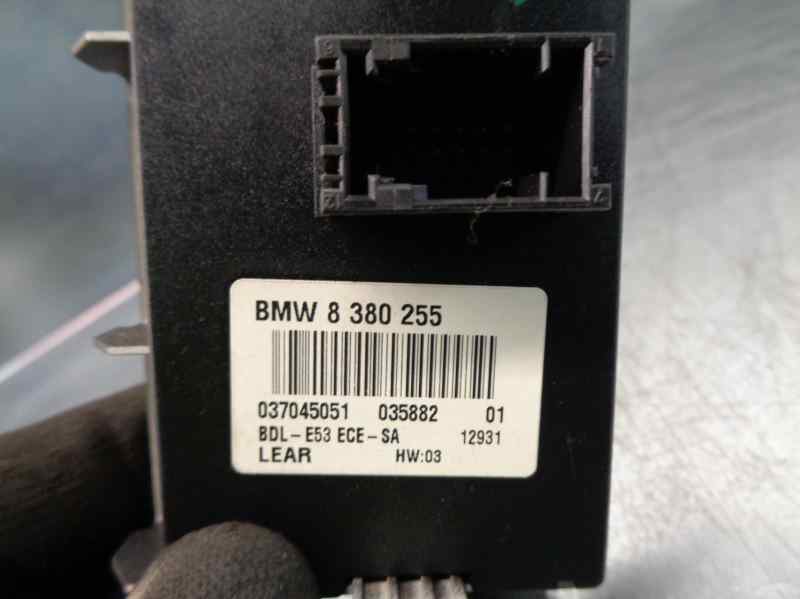 BMW 8 380 255
037045051 035882 01
BDL-E53 ECE-SA 12931
LEAR HW:03